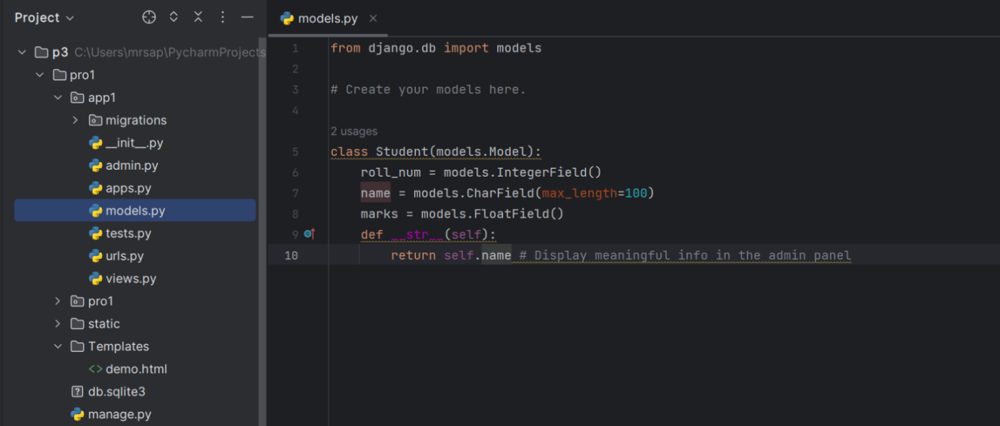 Project
p3 C:\Users\mrsap\PycharmProjects
pro1
app1
migrations
__init__.py
admin.py
apps.py
models.py
tests.py
urls.py
views.py
pro1
static
Templates
<> demo.html
db.sqlite3
manage.py
models.py
1 from django.db import models
2
3 # Create your models here.
4
2 usages
5 class Student(models.Model):
6 roll_num = models.IntegerField()
7 name = models.CharField(max_length=100)
8 marks = models.FloatField()
9 def __str__(self):
10 return self.name # Display meaningful info in the admin panel